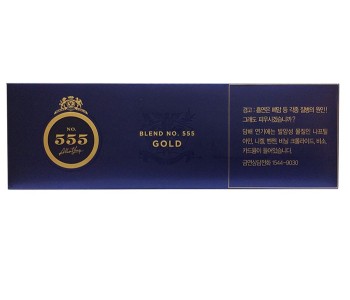 NO.
555
BLEND NO. 555
GOLD
경고 : 흡연은 폐암 등 각종 질병의 원인!
그래도 피우시겠습니까?
담배 연기에는 발암성 물질인 나프틸
아민, 니켈, 벤젠, 비닐 크롤라이드, 비소,
카드뮴이 들어있습니다.
금연상담전화 1544-9030